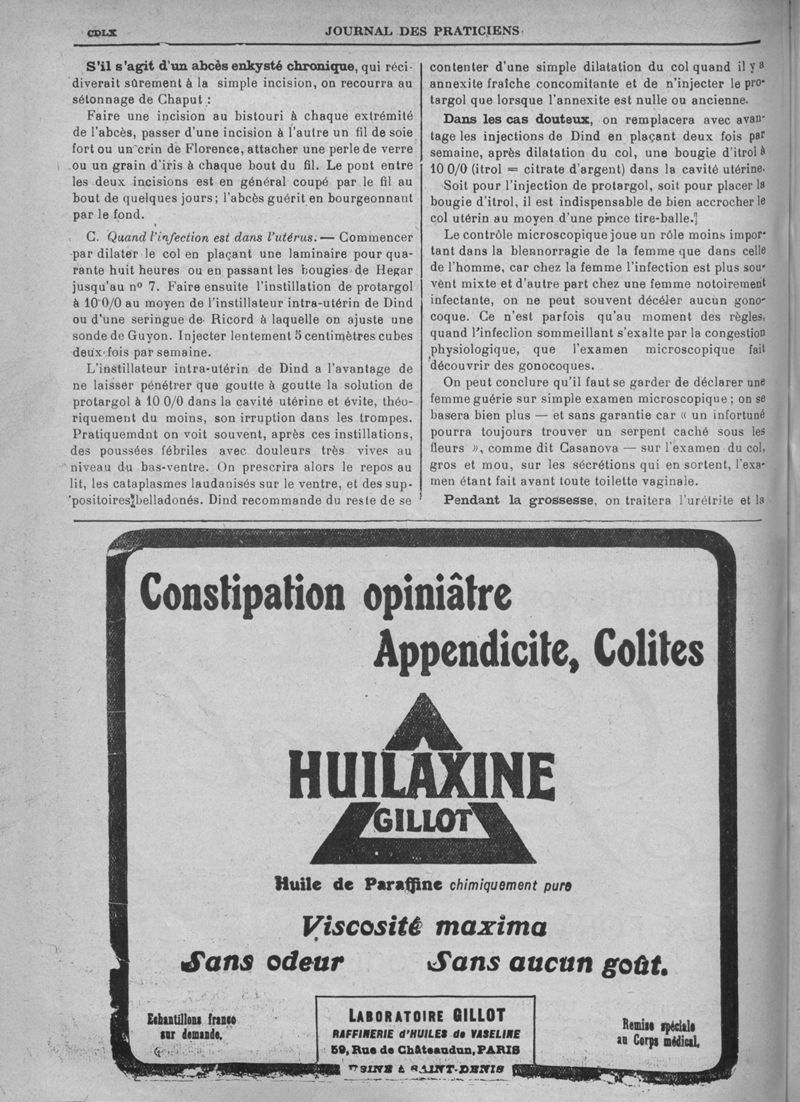 CDLX
JOURNAL DES PRATICIENS
S'il s'agit d'un abcès enkysté chronique, qui réci-
diverait sûrement à la simple incision, on recourra au
sétonnage de Chaput :
Faire une incision au bistouri à chaque extrémité
de l'abcès, passer d'une incision à l'autre un fil de soie
fort ou un crin de Florence, attacher une perle de verre
ou un grain d'iris à chaque bout du fil. Le pont entre
les deux incisions est en général coupé par le fil au
bout de quelques jours; l'abcès guérit en bourgeonnant
par le fond.
C. Quand l'infection est dans l'utérus. — Commencer
par dilater le col en plaçant une laminaire pour qua-
rante huit heures ou en passant les bougies de Hegar
jusqu'au n° 7. Faire ensuite l'instillation de protargol
à 10 0/0 au moyen de l'instillateur intra-utérin de Dind
ou d'une seringue de Ricord à laquelle on ajuste une
sonde de Guyon. Injecter lentement 5 centimètres cubes
deux fois par semaine.
L'instillateur intra-utérin de Dind a l'avantage de
ne laisser pénétrer que goutte à goutte la solution de
protargol à 10 0/0 dans la cavité utérine et évite, théo-
riquement du moins, son irruption dans les trompes.
Pratiquemdnt on voit souvent, après ces instillations,
des poussées fébriles avec douleurs très vives au
niveau du bas-ventre. On prescrira alors le repos au
lit, les cataplasmes laudanisés sur le ventre, et des sup-
positoires belladonés. Dind recommande du reste de se
contenter d'une simple dilatation du col quand il y a
annexite fraîche concomitante et de n'injecter le pro-
targol que lorsque l'annexite est nulle ou ancienne.
Dans les cas douteux, on remplacera avec avan-
tage les injections de Dind en plaçant deux fois par
semaine, après dilatation du col, une bougie d'itrol à
10 0/0 (itrol = citrate d'argent) dans la cavité utérine.
Soit pour l'injection de protargol, soit pour placer la
bougie d'itrol, il est indispensable de bien accrocher le
col utérin au moyen d'une pince tire-balle.
Le contrôle microscopique joue un rôle moins impor-
tant dans la blennorragie de la femme que dans celle
de l'homme, car chez la femme l'infection est plus sou-
vent mixte et d'autre part chez une femme notoirement
infectante, on ne peut souvent décéler aucun gono-
coque. Ce n'est parfois qu'au moment des règles,
quand l'infeclion sommeillant s'exalte par la congestion
physiologique, que l'examen microscopique fait
découvrir des gonocoques.
On peut conclure qu'il faut se garder de déclarer une
femme guérie sur simple examen microscopique ; on se
basera bien plus — et sans garantie car « un infortuné
pourra toujours trouver un serpent caché sous les
fleurs », comme dit Casanova — sur l'examen du col,
gros et mou, sur les sécrétions qui en sortent, l'exa-
men étant fait avant toute toilette vaginale.
Pendant la grossesse, on traitera l'urétrite et la
Constipation opiniâtre
Appendicite, Colites
HUILAXINE
GILLOT
Huile de Paraffine chimiquement pure
Viscosité maxima
Sans odeur Sans aucun goût.
Echantillons franco
sur demande.
LABORATOIRE GILLOT
RAFFINERIE d'HUILES de VASELINE
59, Rue de Châteaudun, PARIS
USINE à SAINT-DENIS
Remise spéciale
au Corps médical.